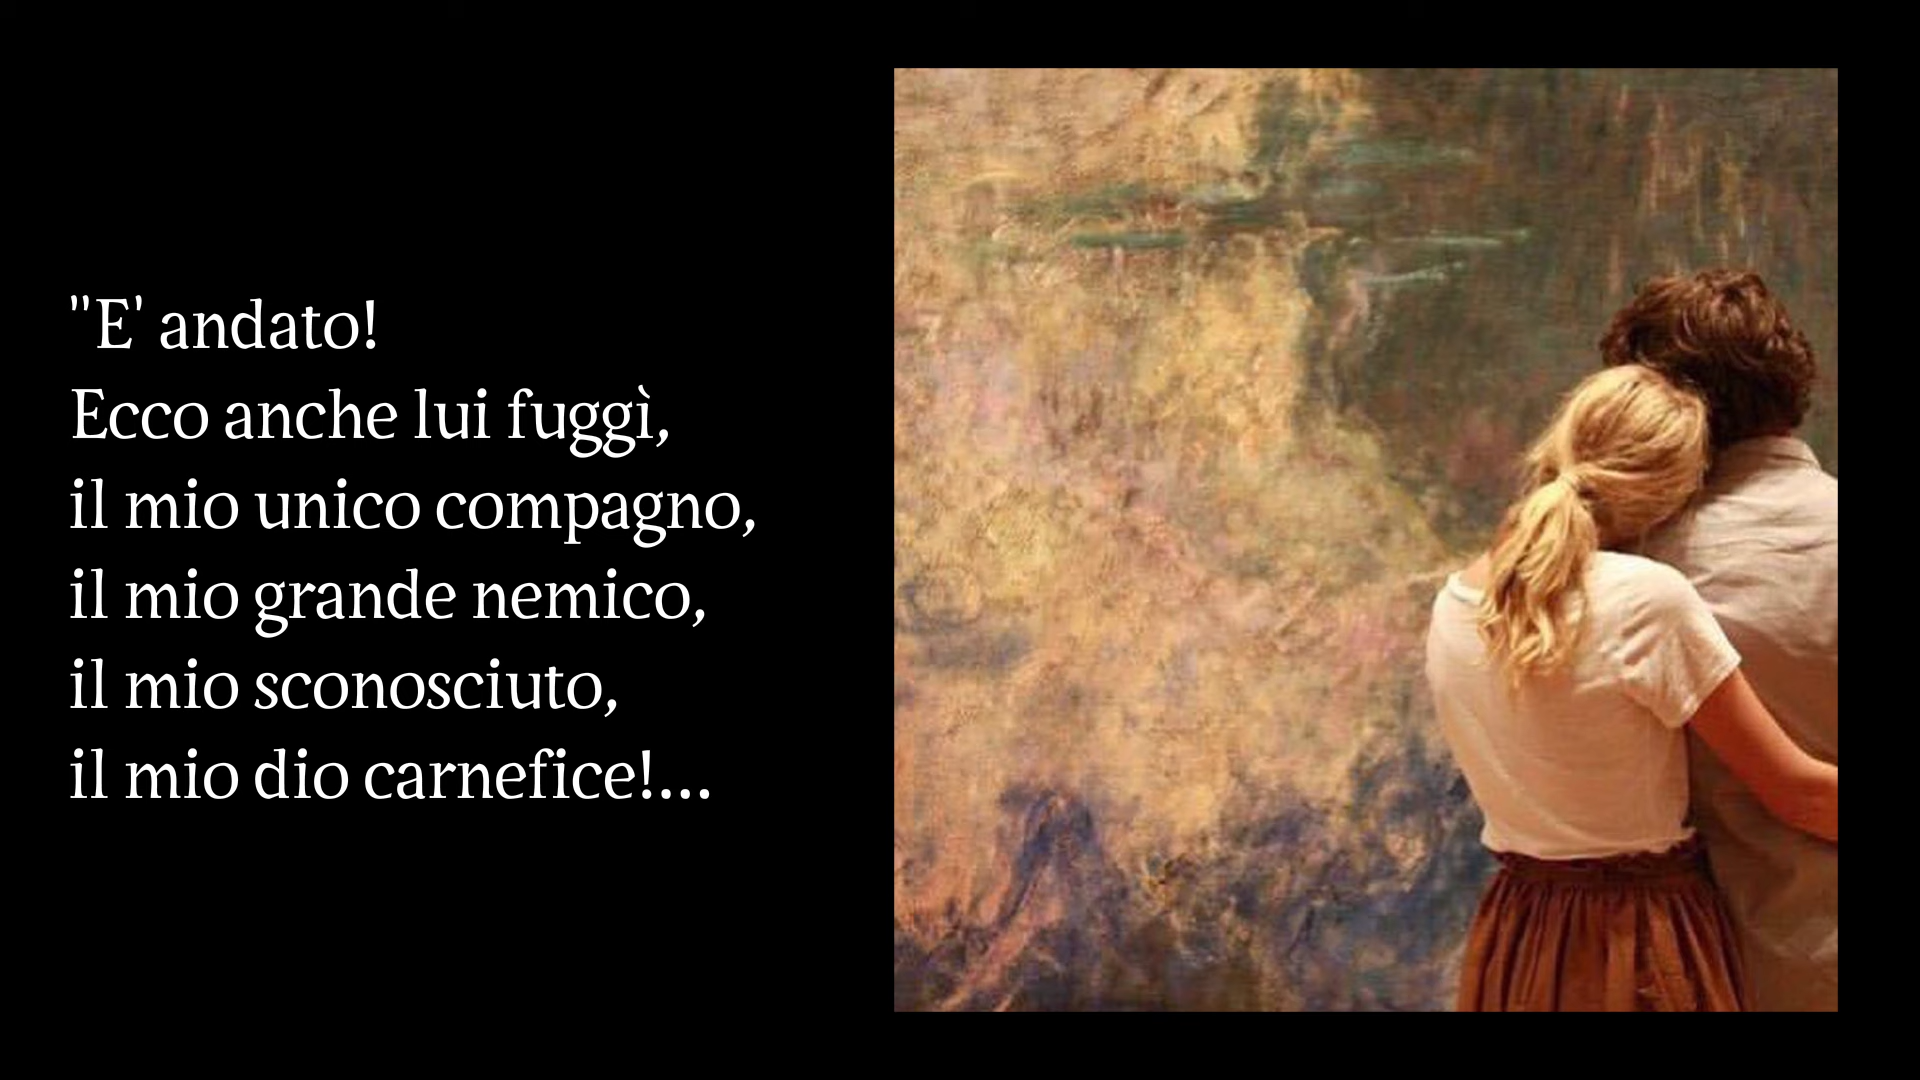 "E' andato!
Ecco anche lui fuggì,
il mio unico compagno,
il mio grande nemico,
il mio sconosciuto,
il mio dio carnefice!...